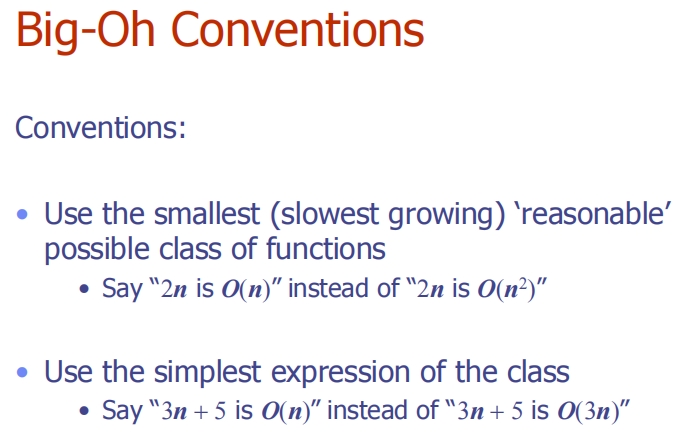 Big-Oh Conventions
Conventions:
• Use the smallest (slowest growing) ‘reasonable’
possible class of functions
• Say “2n is O(n)” instead of “2n is O(n²)”
• Use the simplest expression of the class
• Say “3n + 5 is O(n)” instead of “3n + 5 is O(3n)”